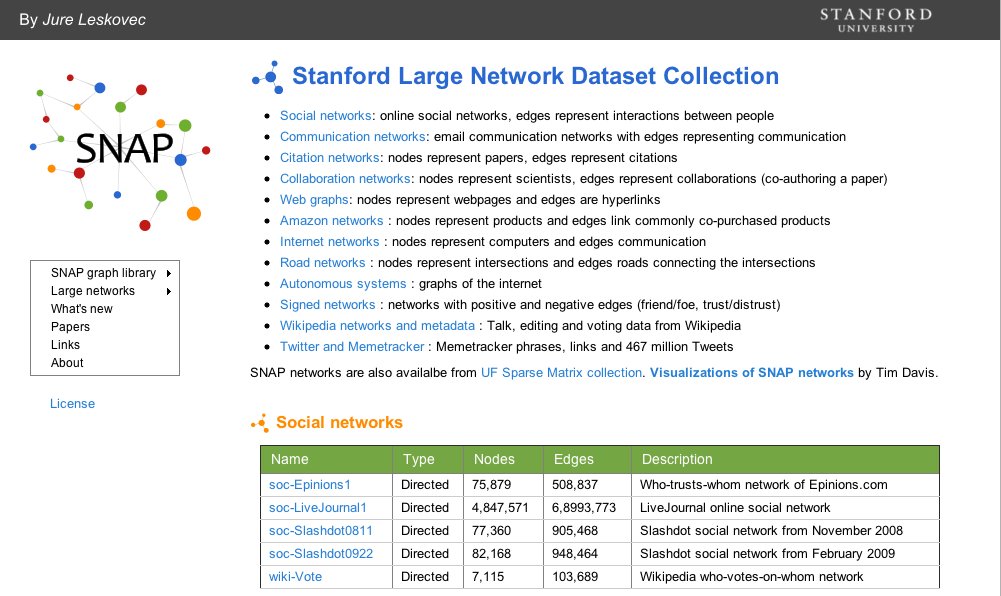 By Jure Leskovec
STANFORD
UNIVERSITY
SNAP
SNAP graph library
Large networks
What's new
Papers
Links
About
License
Stanford Large Network Dataset Collection
Social networks: online social networks, edges represent interactions between people
Communication networks: email communication networks with edges representing communication
Citation networks: nodes represent papers, edges represent citations
Collaboration networks: nodes represent scientists, edges represent collaborations (co-authoring a paper)
Web graphs: nodes represent webpages and edges are hyperlinks
Amazon networks : nodes represent products and edges link commonly co-purchased products
Internet networks : nodes represent computers and edges communication
Road networks : nodes represent intersections and edges roads connecting the intersections
Autonomous systems : graphs of the internet
Signed networks : networks with positive and negative edges (friend/foe, trust/distrust)
Wikipedia networks and metadata : Talk, editing and voting data from Wikipedia
Twitter and Memetracker : Memetracker phrases, links and 467 million Tweets
SNAP networks are also availalbe from UF Sparse Matrix collection. Visualizations of SNAP networks by Tim Davis.
Social networks
Name Type Nodes Edges Description
soc-Epinions1 Directed 75,879 508,837 Who-trusts-whom network of Epinions.com
soc-LiveJournal1 Directed 4,847,571 6,8993,773 LiveJournal online social network
soc-Slashdot0811 Directed 77,360 905,468 Slashdot social network from November 2008
soc-Slashdot0922 Directed 82,168 948,464 Slashdot social network from February 2009
wiki-Vote Directed 7,115 103,689 Wikipedia who-votes-on-whom network